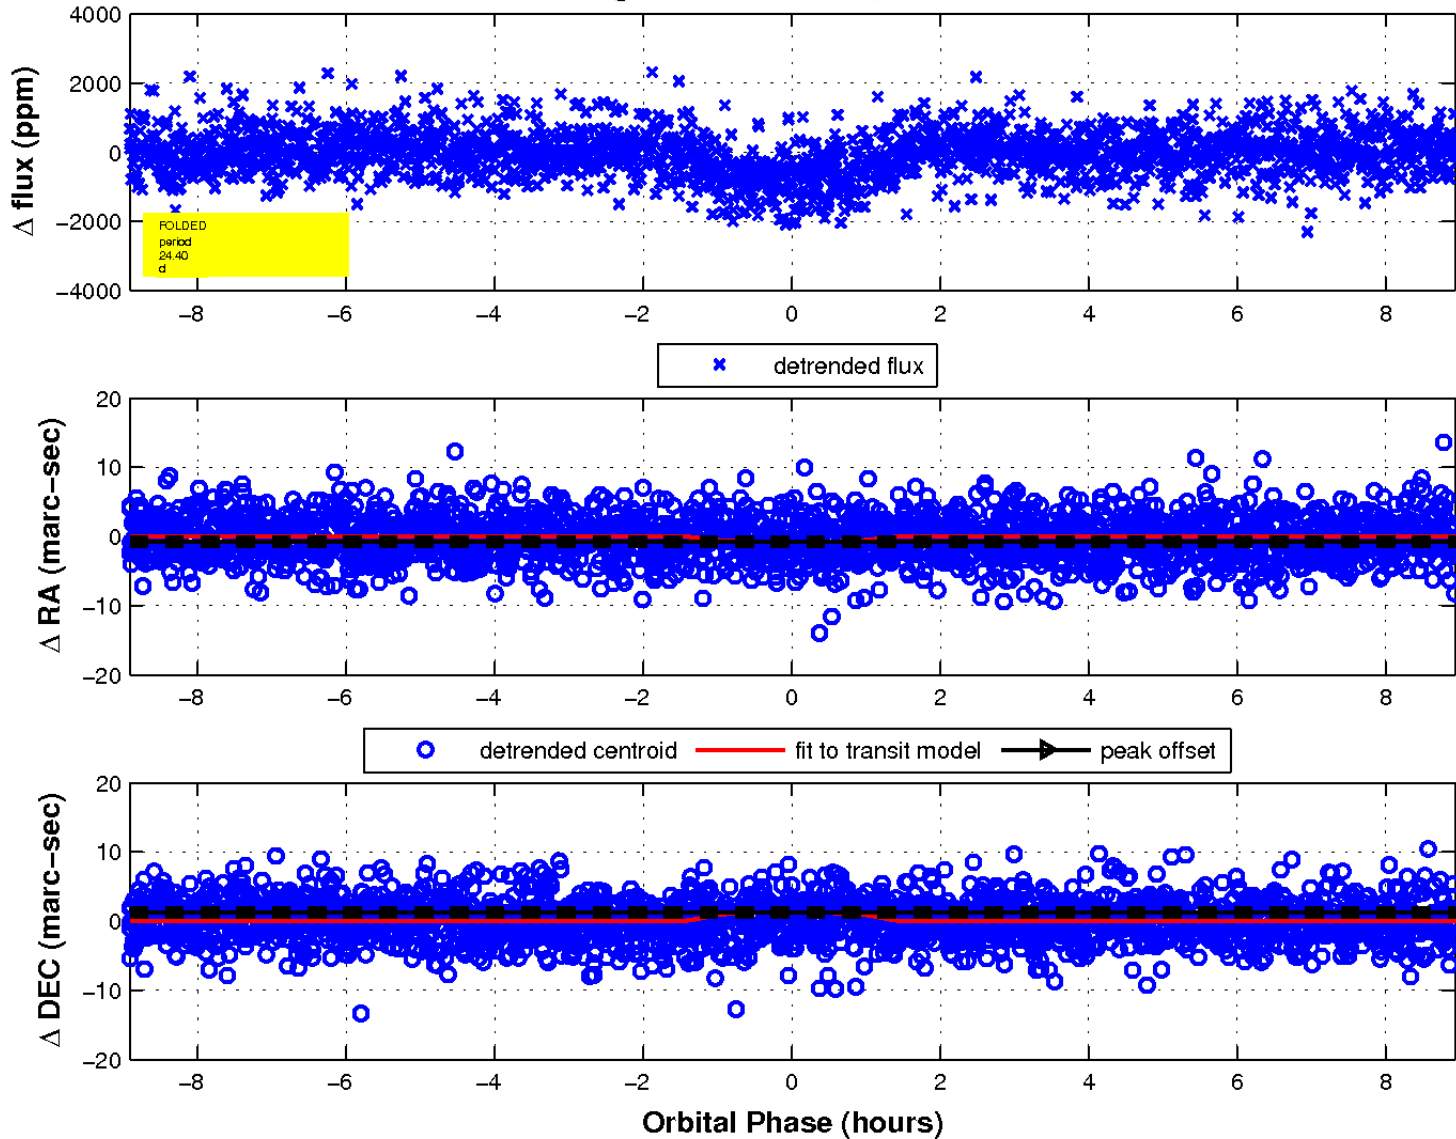 4000
2000
0
−2000
−4000
Δ flux (ppm)
FOLDED
period
24.40
d
−8 −6 −4 −2 0 2 4 6 8
detrended flux
20
10
0
−10
−20
Δ RA (marc−sec)
−8 −6 −4 −2 0 2 4 6 8
detrended centroid fit to transit model peak offset
20
10
0
−10
−20
Δ DEC (marc−sec)
−8 −6 −4 −2 0 2 4 6 8
Orbital Phase (hours)